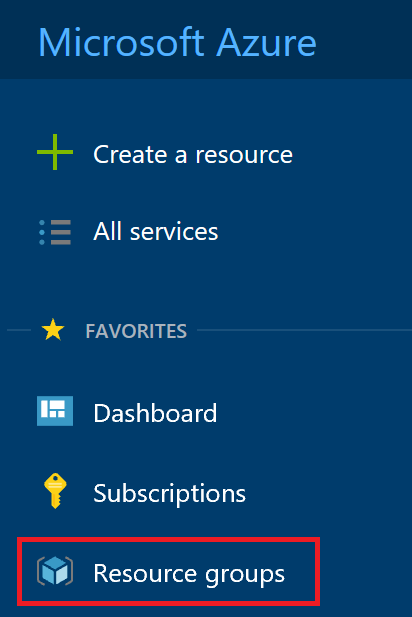 Microsoft Azure
Create a resource
All services
FAVORITES
Dashboard
Subscriptions
Resource groups